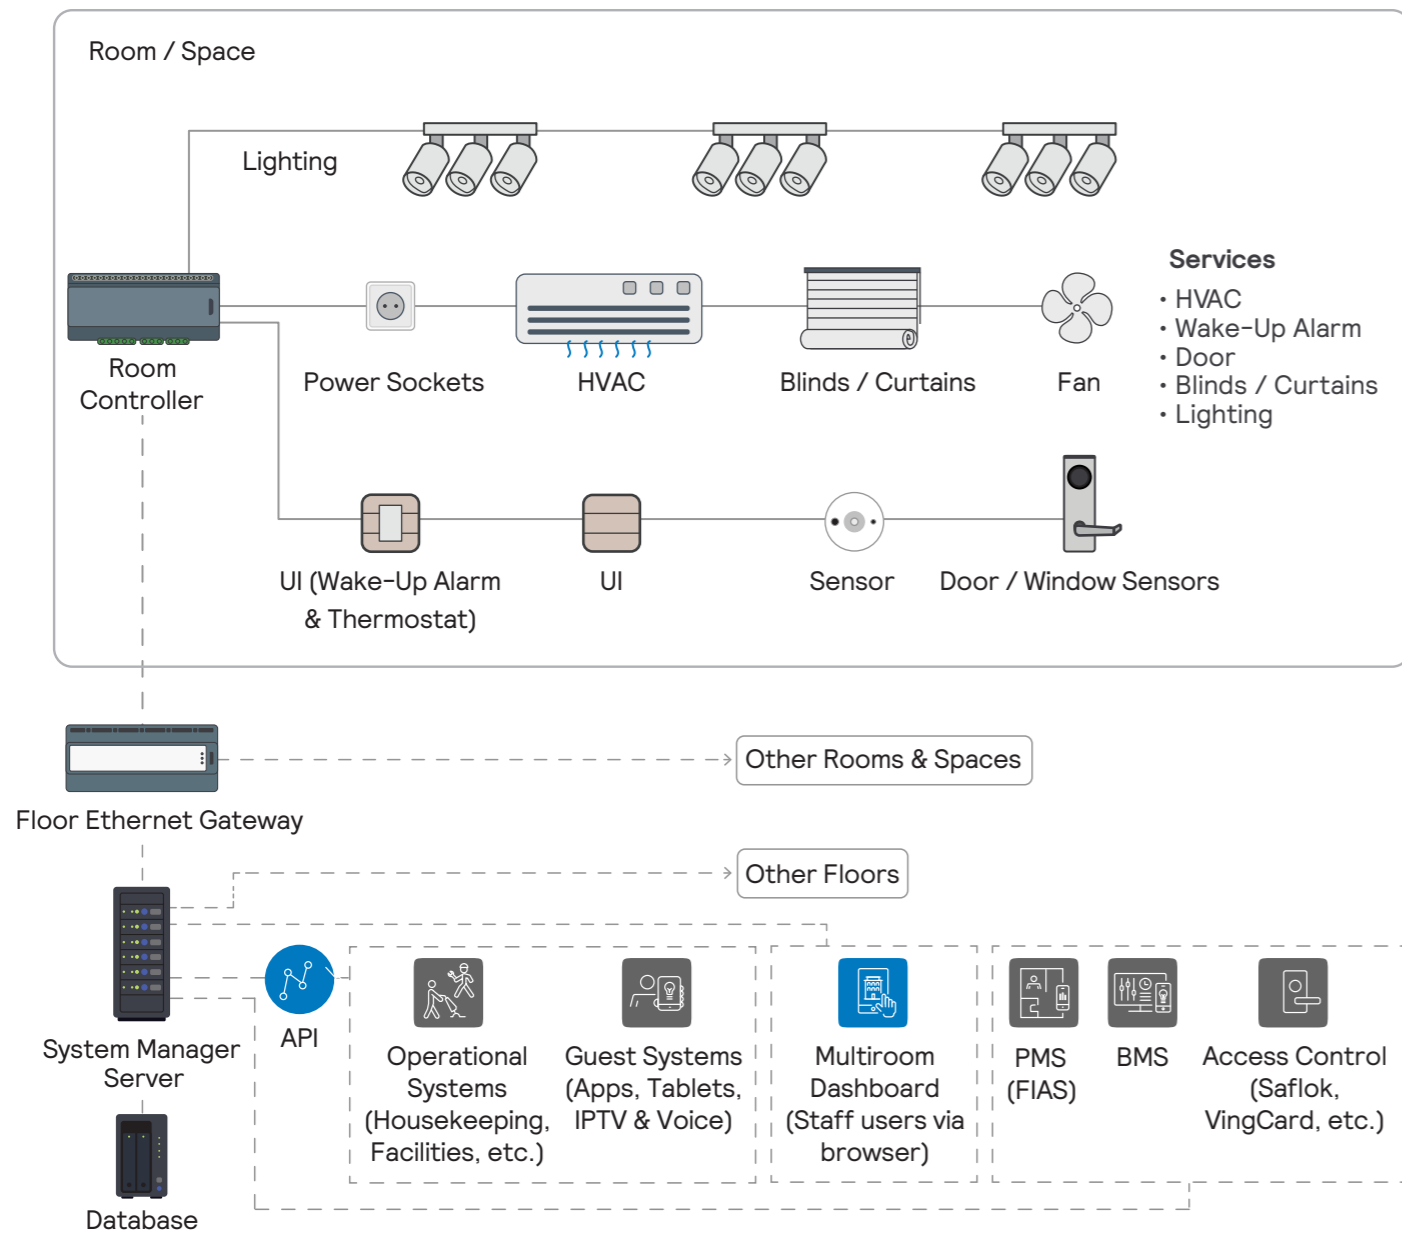 Room / Space
Lighting
Services
• HVAC
• Wake-Up Alarm
• Door
• Blinds / Curtains
• Lighting
Room
Controller
Power Sockets
HVAC
Blinds / Curtains
Fan
UI (Wake-Up Alarm
& Thermostat)
UI
Sensor
Door / Window Sensors
Other Rooms & Spaces
Floor Ethernet Gateway
Other Floors
System Manager
Server
API
Operational
Systems
(Housekeeping,
Facilities, etc.)
Guest Systems
(Apps, Tablets,
IPTV & Voice)
Multiroom
Dashboard
(Staff users via
browser)
PMS
(FIAS)
BMS
Access Control
(Saflok,
VingCard, etc.)
Database